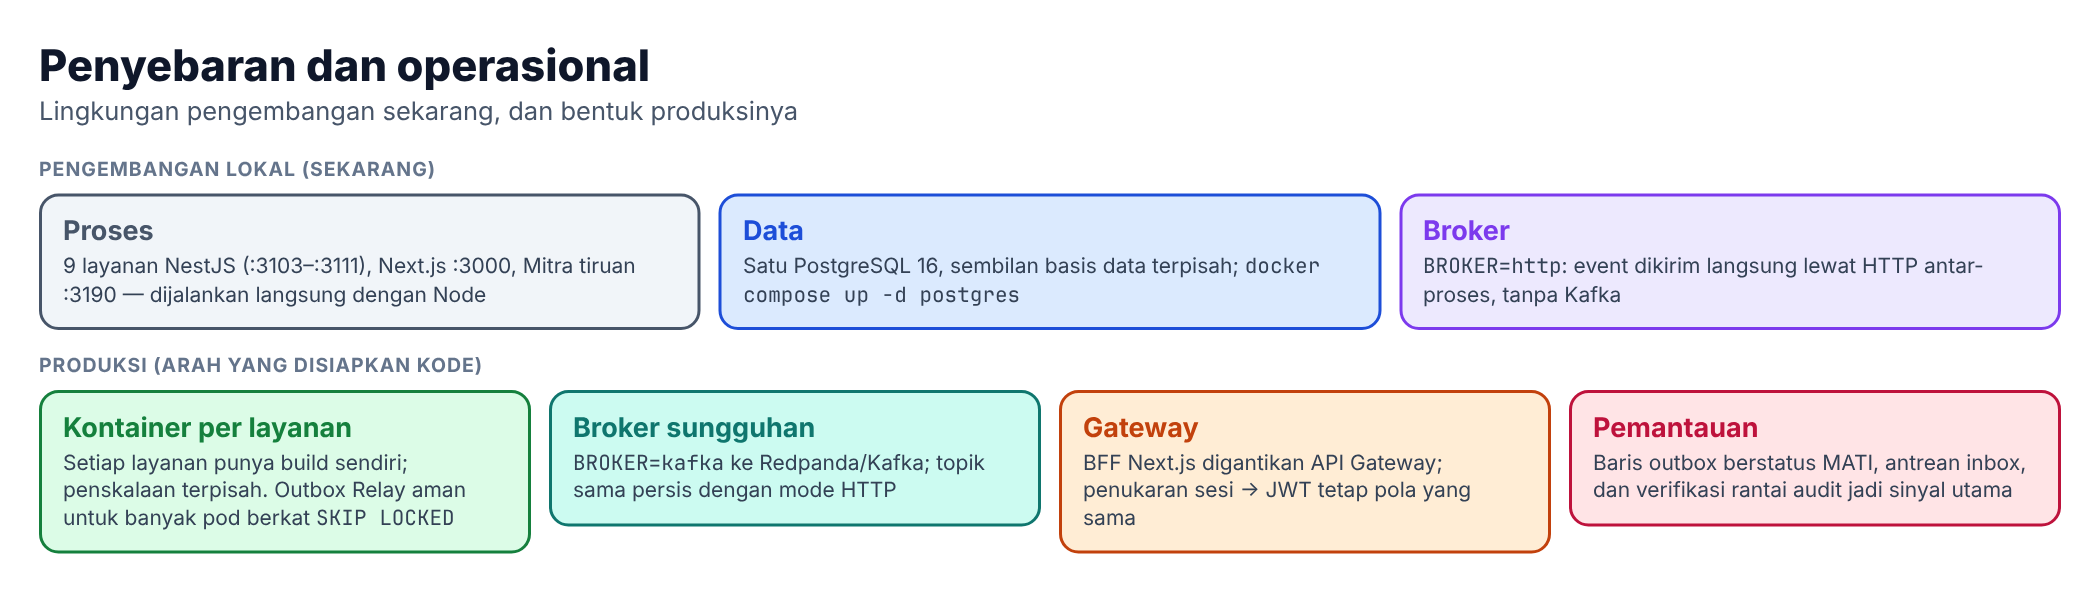 Penyebaran dan operasional
Lingkungan pengembangan sekarang, dan bentuk produksinya
PENGEMBANGAN LOKAL (SEKARANG)
Proses
9 layanan NestJS (:3103–:3111), Next.js :3000, Mitra tiruan
:3190 — dijalankan langsung dengan Node
Data
Satu PostgreSQL 16, sembilan basis data terpisah; docker
compose up -d postgres
Broker
BROKER=http: event dikirim langsung lewat HTTP antar-
proses, tanpa Kafka
PRODUKSI (ARAH YANG DISIAPKAN KODE)
Kontainer per layanan
Setiap layanan punya build sendiri;
penskalaan terpisah. Outbox Relay aman
untuk banyak pod berkat SKIP LOCKED
Broker sungguhan
BROKER=kafka ke Redpanda/Kafka; topik
sama persis dengan mode HTTP
Gateway
BFF Next.js digantikan API Gateway;
penukaran sesi → JWT tetap pola yang
sama
Pemantauan
Baris outbox berstatus MATI, antrean inbox,
dan verifikasi rantai audit jadi sinyal utama